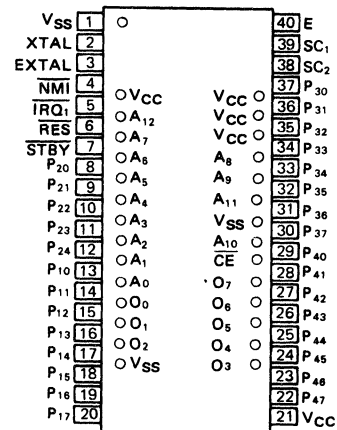 VSS 1 40 E
XTAL 2 39 SC1
EXTAL 3 38 SC2
NMI 4 37 P30
IRQ1 5 VCC VCC 36 P31
RES 6 A12 VCC 35 P32
STBY 7 A7 VCC 34 P33
P20 8 A6 A8 33 P34
P21 9 A5 A9 32 P35
P22 10 A4 A11 31 P36
P23 11 A3 VSS 30 P37
P24 12 A2 A10 29 P40
P10 13 A1 CE 28 P41
P11 14 A0 O7 27 P42
P12 15 O0 O6 26 P43
P13 16 O1 O5 25 P44
P14 17 O2 O4 24 P45
P15 18 VSS O3 23 P46
P16 19 22 P47
P17 20 21 VCC